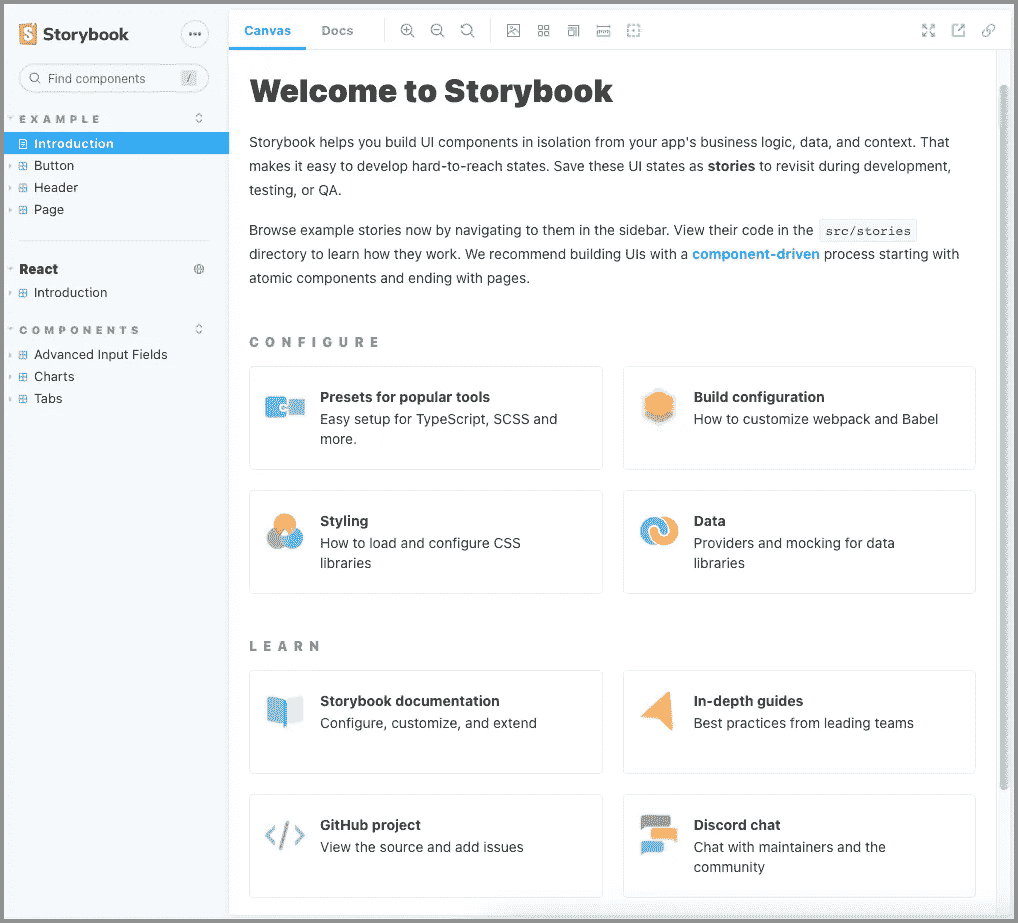 Storybook
Find components
/
EXAMPLE
Introduction
Button
Header
Page
React
Introduction
COMPONENTS
Advanced Input Fields
Charts
Tabs
Canvas
Docs
Welcome to Storybook
Storybook helps you build UI components in isolation from your app's business logic, data, and context. That
makes it easy to develop hard-to-reach states. Save these UI states as stories to revisit during development,
testing, or QA.
Browse example stories now by navigating to them in the sidebar. View their code in the src/stories
directory to learn how they work. We recommend building UIs with a component-driven process starting with
atomic components and ending with pages.
CONFIGURE
Presets for popular tools
Easy setup for TypeScript, SCSS and
more.
Build configuration
How to customize webpack and Babel
Styling
How to load and configure CSS
libraries
Data
Providers and mocking for data
libraries
LEARN
Storybook documentation
Configure, customize, and extend
In-depth guides
Best practices from leading teams
GitHub project
View the source and add issues
Discord chat
Chat with maintainers and the
community